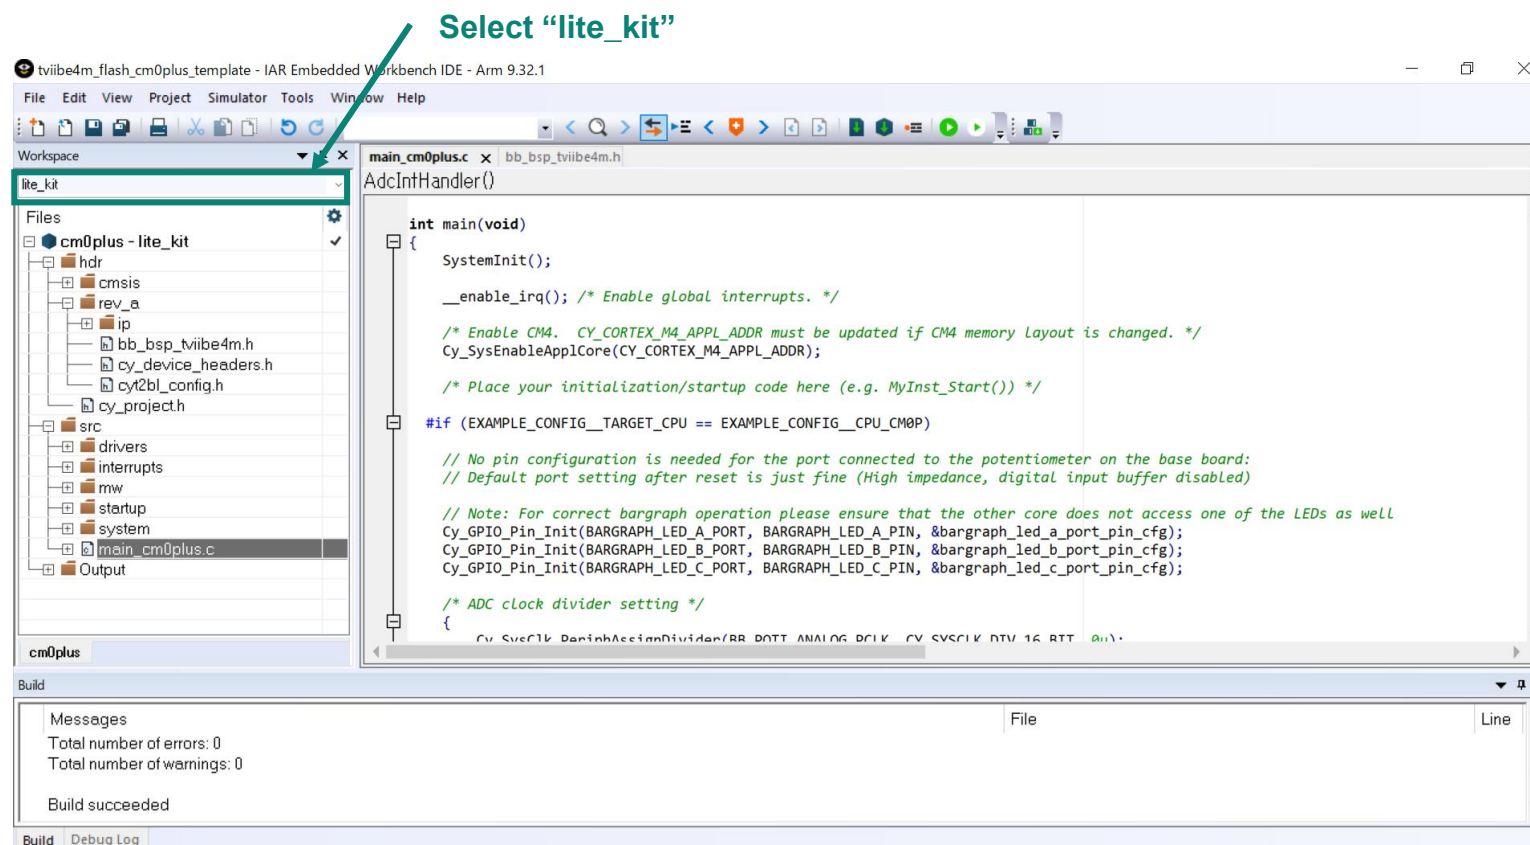 Select “lite_kit”
tviibe4m_flash_cm0plus_template - IAR Embedded Workbench IDE - Arm 9.32.1
File Edit View Project Simulator Tools Window Help
Workspace
lite_kit
Files
cm0plus - lite_kit
hdr
cmsis
rev_a
ip
bb_bsp_tviibe4m.h
cy_device_headers.h
cyt2bl_config.h
cy_project.h
src
drivers
interrupts
mw
startup
system
main_cm0plus.c
Output
cm0plus
main_cm0plus.c bb_bsp_tviibe4m.h
AdcIntHandler()
int main(void)
{
SystemInit();
__enable_irq(); /* Enable global interrupts. */
/* Enable CM4.  CY_CORTEX_M4_APPL_ADDR must be updated if CM4 memory layout is changed. */
Cy_SysEnableApplCore(CY_CORTEX_M4_APPL_ADDR);
/* Place your initialization/startup code here (e.g. MyInst_Start()) */
#if (EXAMPLE_CONFIG__TARGET_CPU == EXAMPLE_CONFIG__CPU_CM0P)
// No pin configuration is needed for the port connected to the potentiometer on the base board:
// Default port setting after reset is just fine (High impedance, digital input buffer disabled)
// Note: For correct bargraph operation please ensure that the other core does not access one of the LEDs as well
Cy_GPIO_Pin_Init(BARGRAPH_LED_A_PORT, BARGRAPH_LED_A_PIN, &bargraph_led_a_port_pin_cfg);
Cy_GPIO_Pin_Init(BARGRAPH_LED_B_PORT, BARGRAPH_LED_B_PIN, &bargraph_led_b_port_pin_cfg);
Cy_GPIO_Pin_Init(BARGRAPH_LED_C_PORT, BARGRAPH_LED_C_PIN, &bargraph_led_c_port_pin_cfg);
/* ADC clock divider setting */
{
Cy_SysClk_PeriphAssignDivider(BB_POTI_ANALOG_PCLK, CY_SYSCLK_DIV_16_BIT, 0u);
Build
Messages File Line
Total number of errors: 0
Total number of warnings: 0
Build succeeded
Build Debug Log